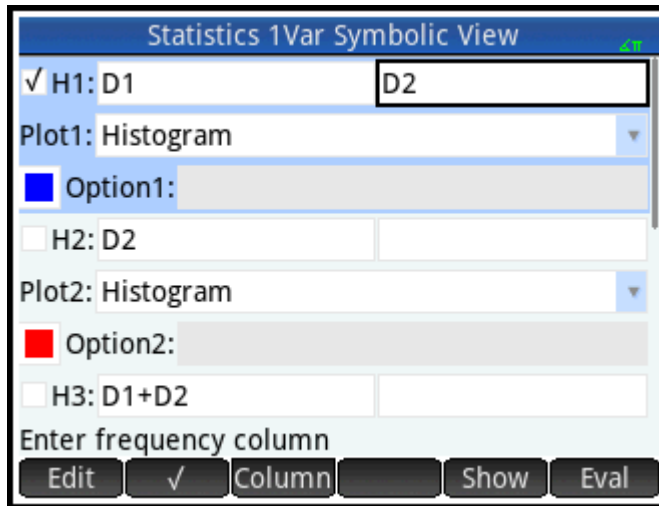 Statistics 1Var Symbolic View
∡π
√ H1: D1 D2
Plot1: Histogram
Option1:
H2: D2
Plot2: Histogram
Option2:
H3: D1+D2
Enter frequency column
Edit √ Column Show Eval